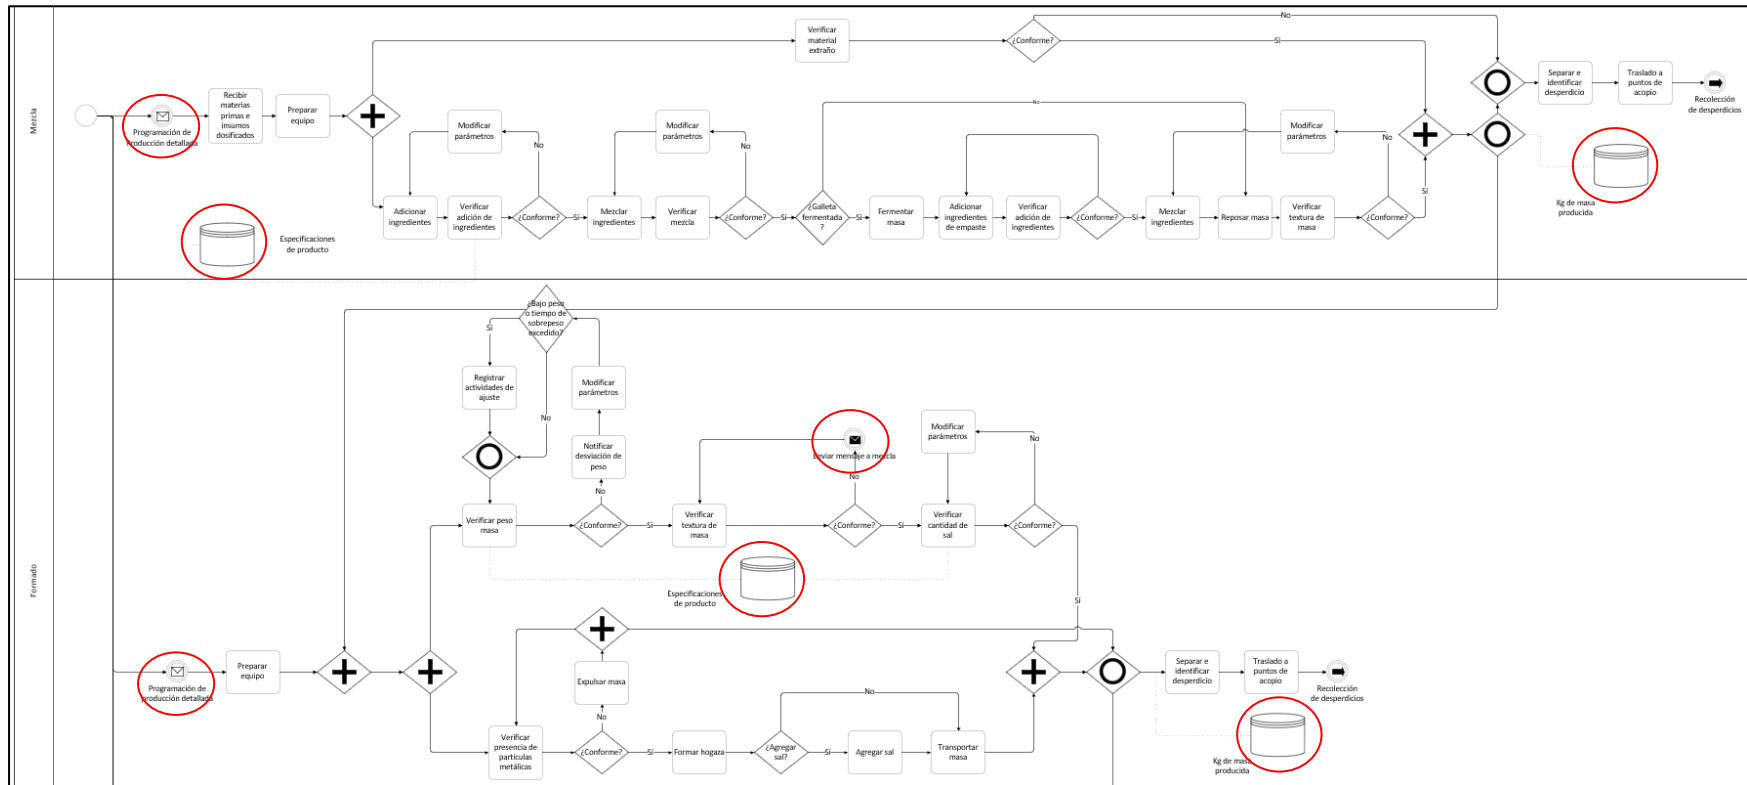 Mezcla
Programación de
Producción detallada
Recibir
materias
primas e
insumos
dosificados
Preparar
equipo
Verificar
material
extraño
¿Conforme?
No
Sí
Separar e
identificar
desperdicio
Traslado a
puntos de
acopio
Recolección
de desperdicios
Modificar
parámetros
No
Modificar
parámetros
No
No
Modificar
parámetros
No
Adicionar
ingredientes
Verificar
adición de
ingredientes
¿Conforme?
Sí
Mezclar
ingredientes
Verificar
mezcla
¿Conforme?
Sí
¿Galleta
fermentada
?
Sí
Fermentar
masa
Adicionar
ingredientes
de empaste
Verificar
adición de
ingredientes
¿Conforme?
Sí
Mezclar
ingredientes
Reposar masa
Verificar
textura de
masa
¿Conforme?
Sí
Kg de masa
producida
Especificaciones
de producto
Formado
¿Bajo peso
o tiempo de
sobrepeso
excedido?
Sí
No
Registrar
actividades de
ajuste
Modificar
parámetros
Notificar
desviación de
peso
No
Enviar mensaje a mezcla
No
Modificar
parámetros
No
Verificar peso
masa
¿Conforme?
Sí
Verificar
textura de
masa
¿Conforme?
Sí
Verificar
cantidad de
sal
¿Conforme?
Sí
Especificaciones
de producto
Programación de
producción detallada
Preparar
equipo
Expulsar masa
No
Verificar
presencia de
partículas
metálicas
¿Conforme?
Sí
Formar hogaza
¿Agregar
sal?
No
Sí
Agregar sal
Transportar
masa
Separar e
identificar
desperdicio
Traslado a
puntos de
acopio
Recolección
de desperdicios
Kg de masa
producida